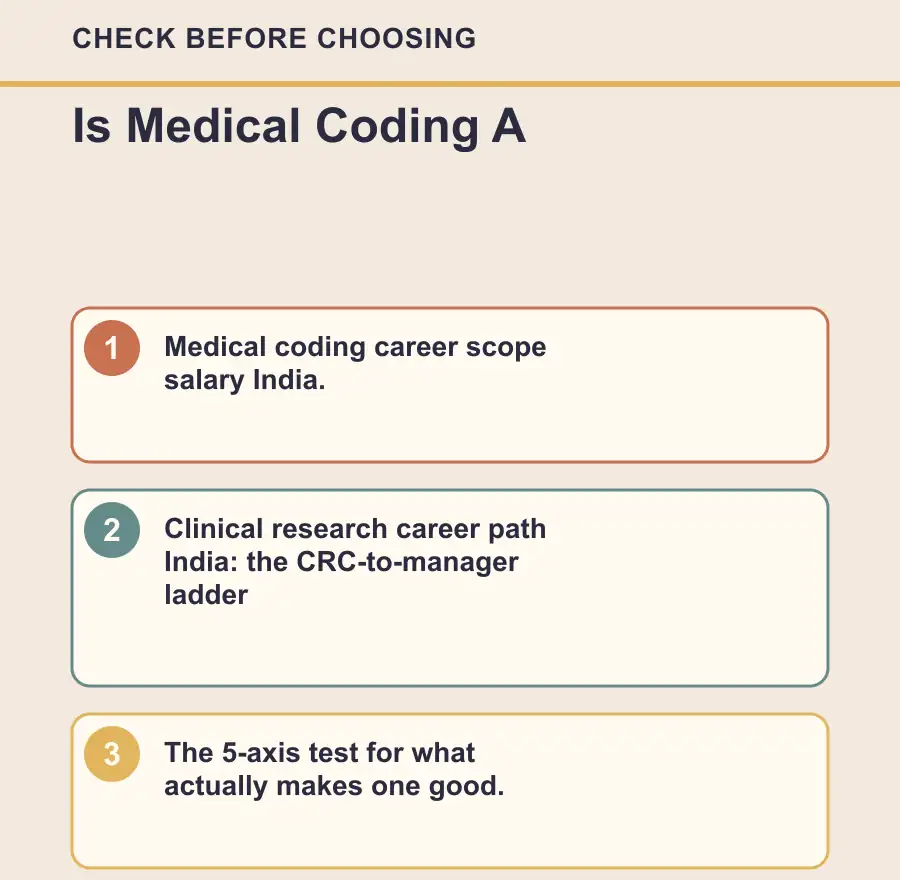 CHECK BEFORE CHOOSING
Is Medical Coding A
1
Medical coding career scope
salary India.
2
Clinical research career path
India: the CRC-to-manager
ladder
3
The 5-axis test for what
actually makes one good.